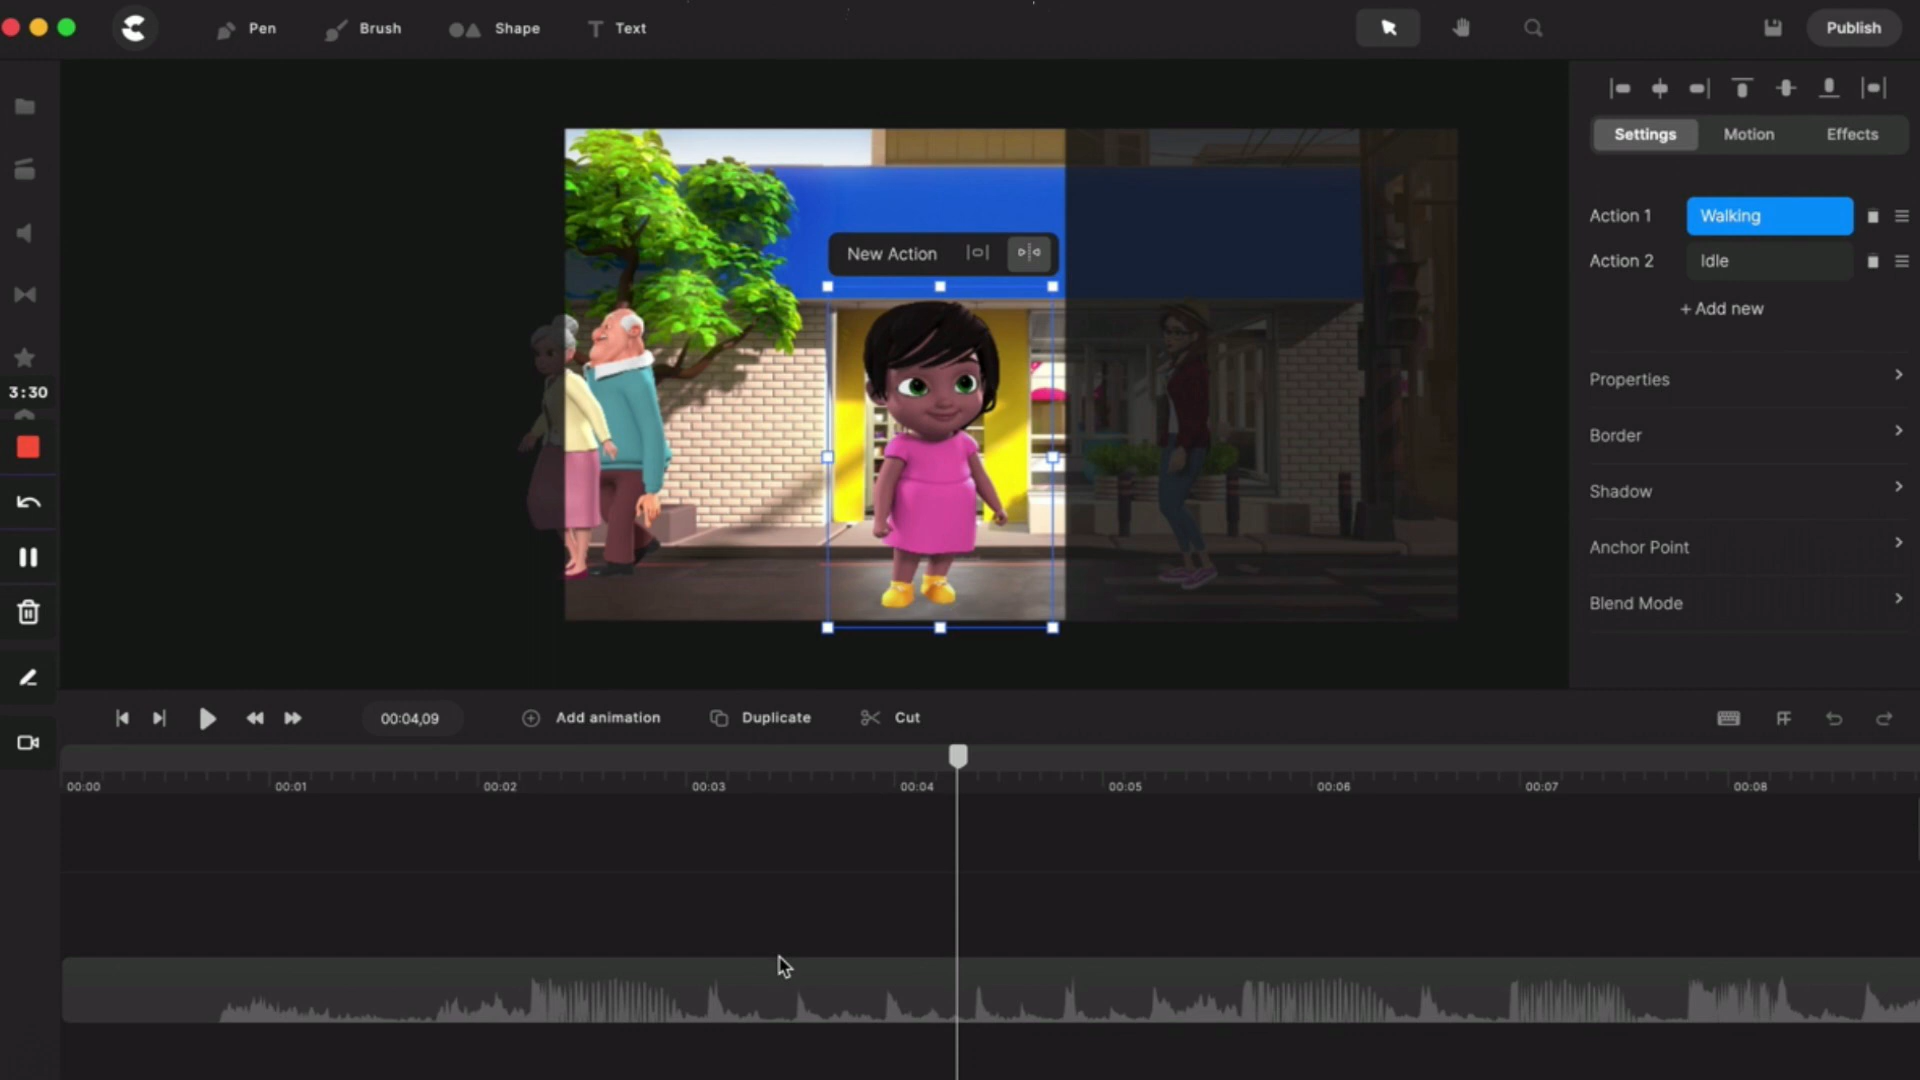 Pen Brush Shape Text Publish
Settings Motion Effects
Action 1 Walking
Action 2 Idle
+ Add new
New Action
Properties
Border
Shadow
Anchor Point
Blend Mode
3:30
00:04,09 Add animation Duplicate Cut
00:00 00:01 00:02 00:03 00:04 00:05 00:06 00:07 00:08